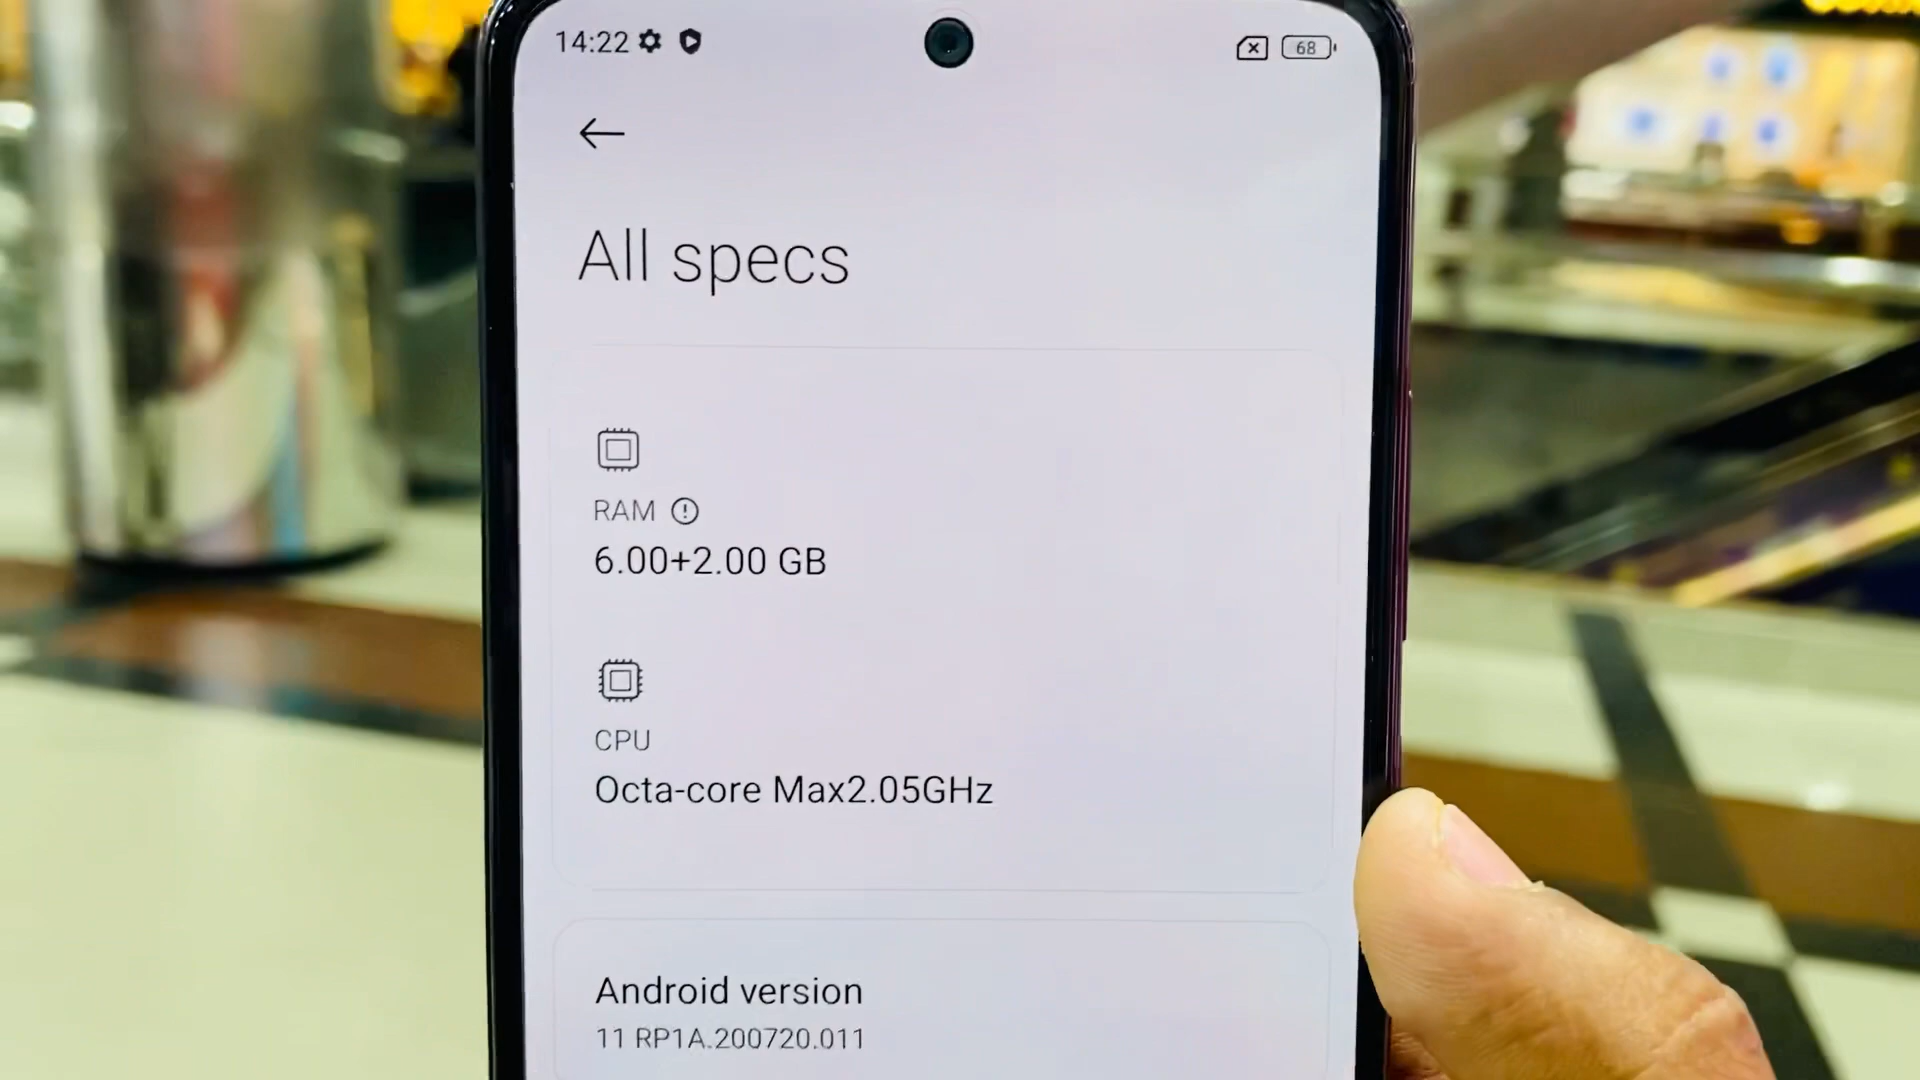 14:22 68
All specs
RAM
6.00+2.00 GB
CPU
Octa-core Max2.05GHz
Android version
11 RP1A.200720.011